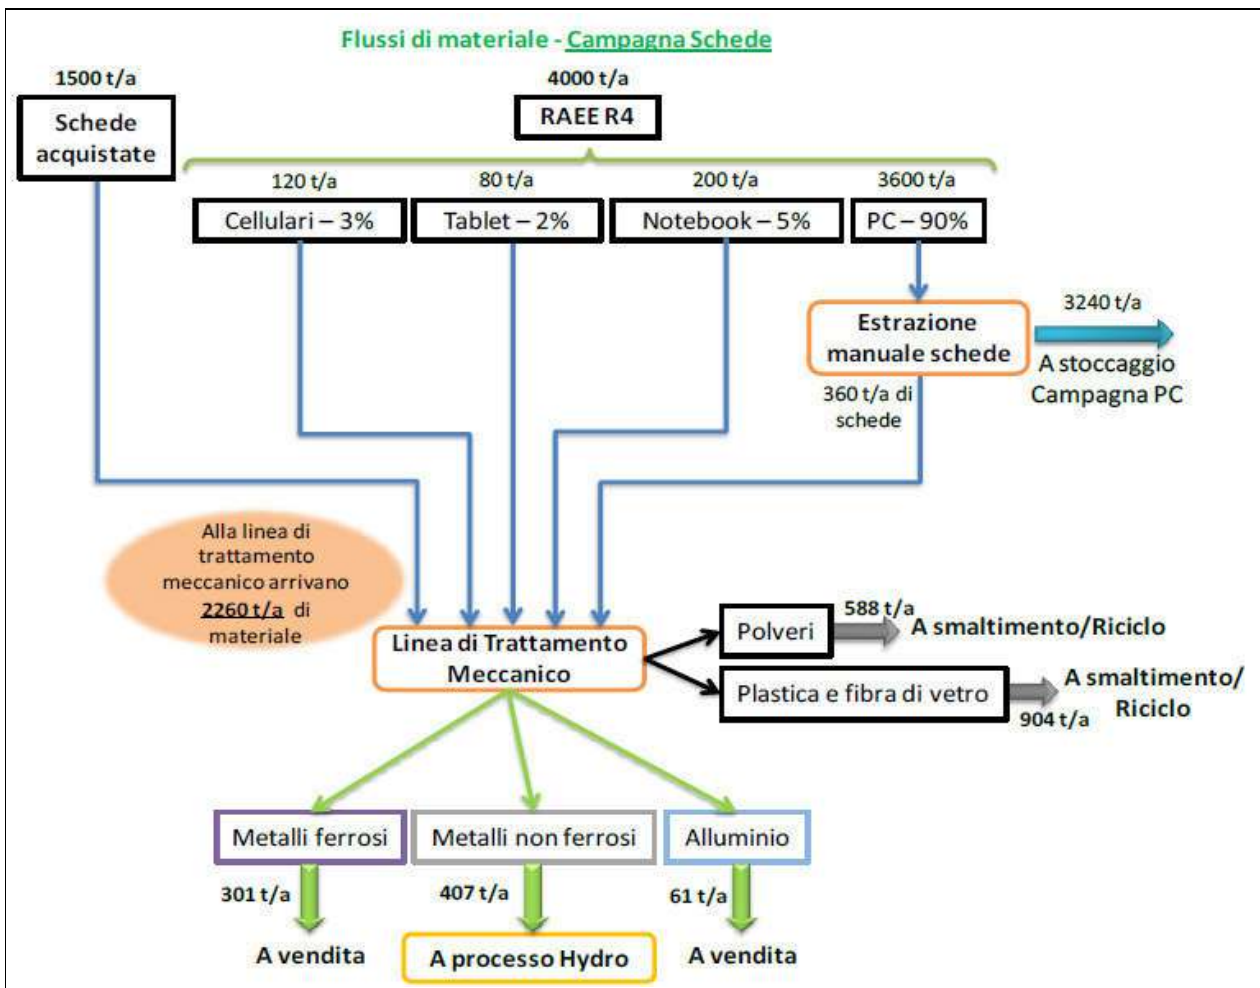 Flussi di materiale - Campagna Schede
1500 t/a
Schede
acquistate
4000 t/a
RAEE R4
120 t/a
80 t/a
200 t/a
3600 t/a
Cellulari – 3%
Tablet – 2%
Notebook – 5%
PC – 90%
Estrazione
manuale schede
3240 t/a
A stoccaggio
Campagna PC
360 t/a di
schede
Alla linea di
trattamento
meccanico arrivano
2260 t/a di
materiale
Linea di Trattamento
Meccanico
Polveri
588 t/a
A smaltimento/Riciclo
Plastica e fibra di vetro
904 t/a
A smaltimento/
Riciclo
Metalli ferrosi
Metalli non ferrosi
Alluminio
301 t/a
407 t/a
61 t/a
A vendita
A processo Hydro
A vendita